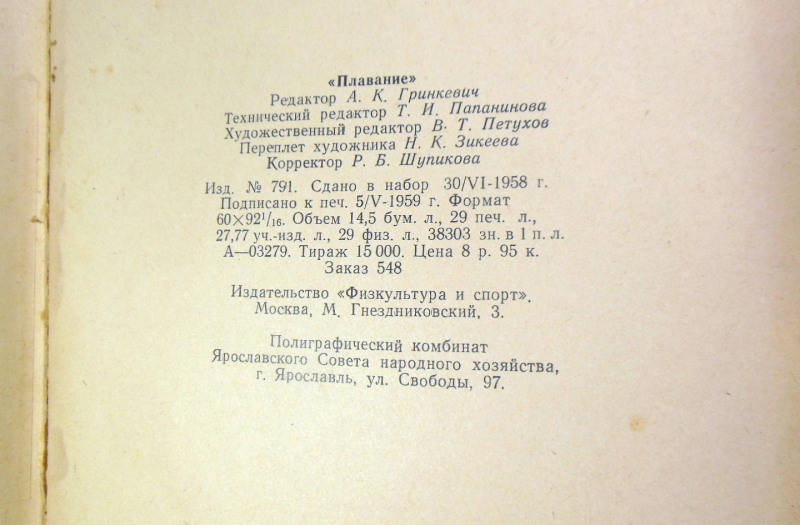 «Плавание»
Редактор А. К. Гринкевич
Технический редактор Т. И. Папанинова
Художественный редактор В. Т. Петухов
Переплет художника Н. К. Зикеева
Корректор Р. Б. Шупикова
Изд. № 791. Сдано в набор 30/VI-1958 г.
Подписано к печ. 5/V-1959 г. Формат
60×92¹/₁₆. Объем 14,5 бум. л., 29 печ. л.,
27,77 уч.-изд. л., 29 физ. л., 38303 зн. в 1 п. л.
А—03279. Тираж 15 000. Цена 8 р. 95 к.
Заказ 548
Издательство «Физкультура и спорт».
Москва, М. Гнездниковский, 3.
Полиграфический комбинат
Ярославского Совета народного хозяйства,
г. Ярославль, ул. Свободы, 97.